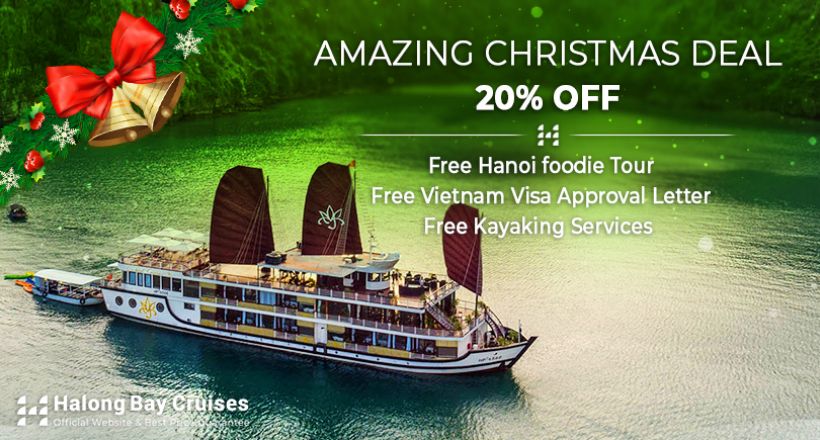 AMAZING CHRISTMAS DEAL
20% OFF
Free Hanoi foodie Tour
Free Vietnam Visa Approval Letter
Free Kayaking Services
Halong Bay Cruises
Official Website & Best Price Guarantee